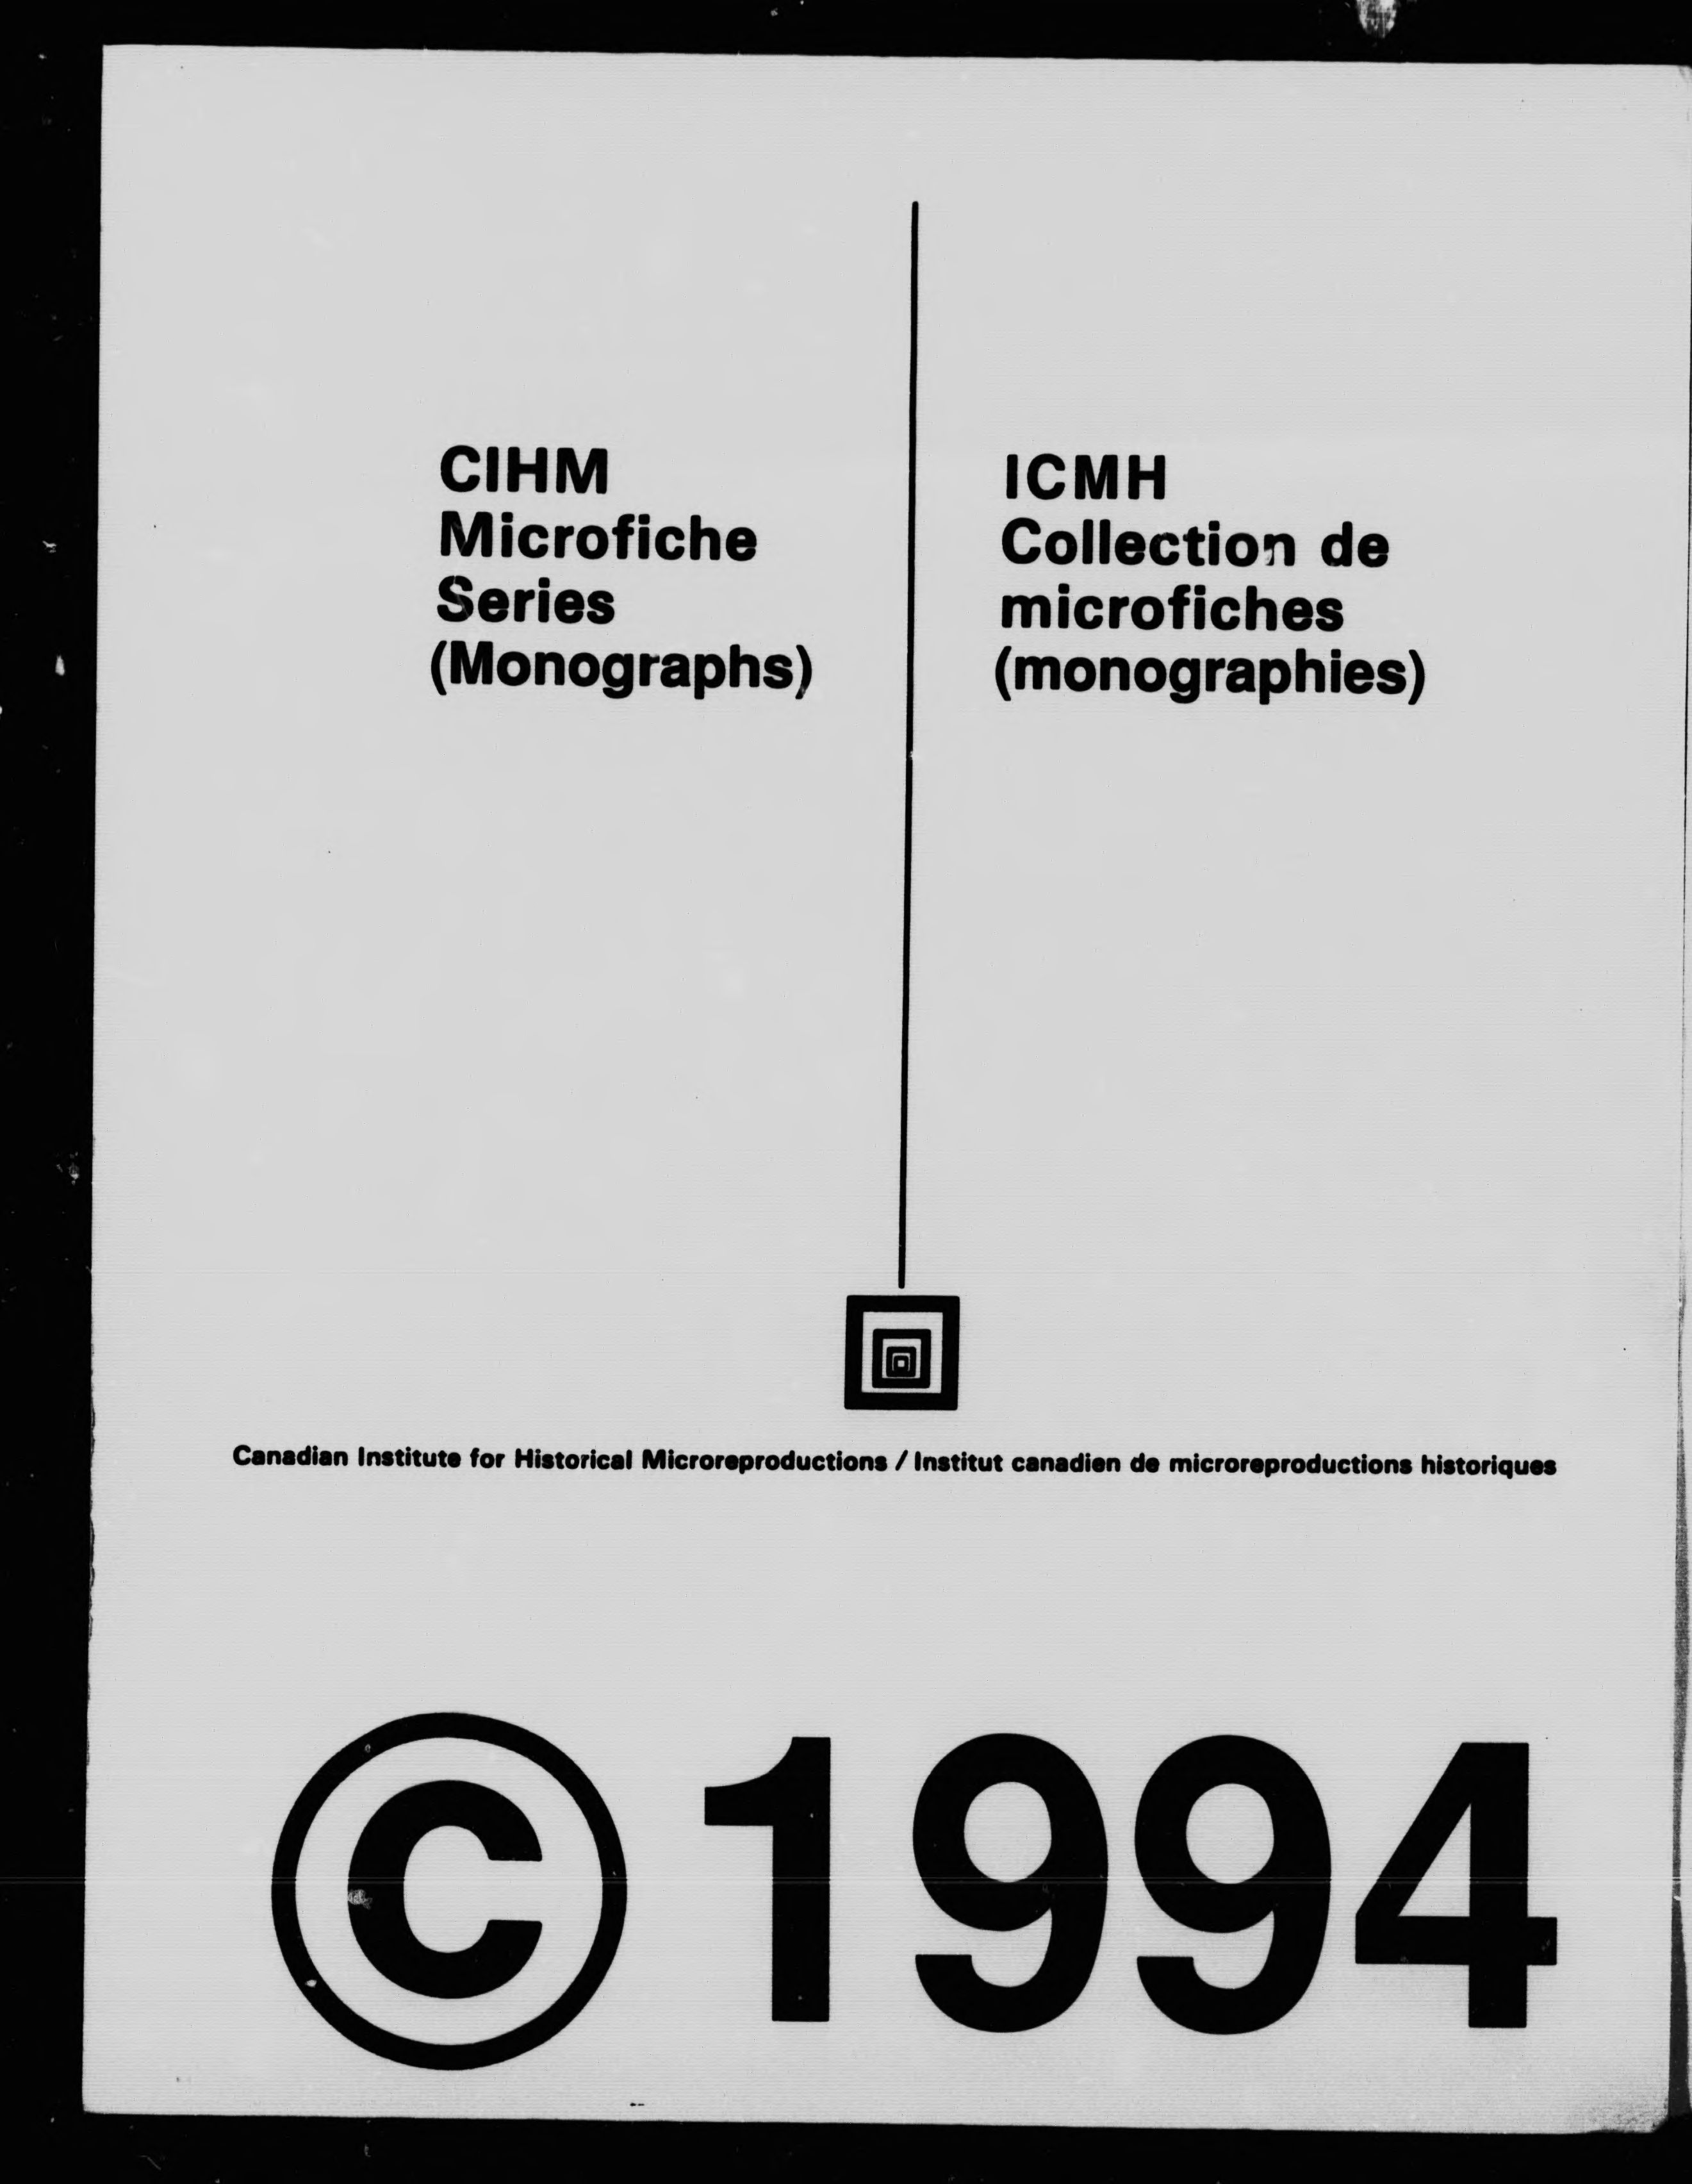 CIHM
Microfiche
Series
(Monographs)
ICMH
Collection de
microfiches
(monographies)
Canadian Institute for Historical Microreproductions / Institut canadien de microreproductions historiques
© 1994